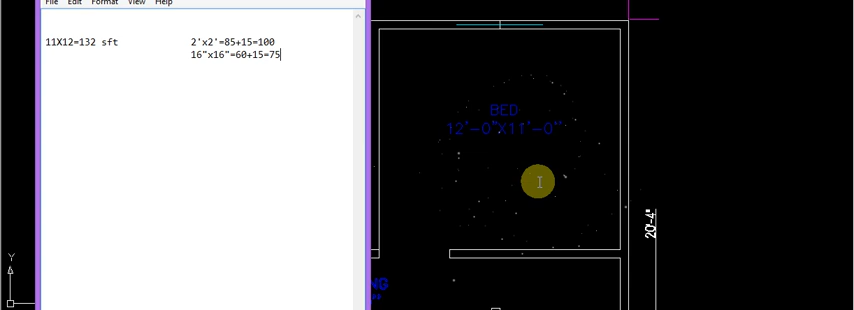 File Edit Format View Help
11X12=132 sft
2'x2'=85+15=100
16"x16"=60+15=75
BED
12'-0"X11'-0"
20'-4"
NG
Y